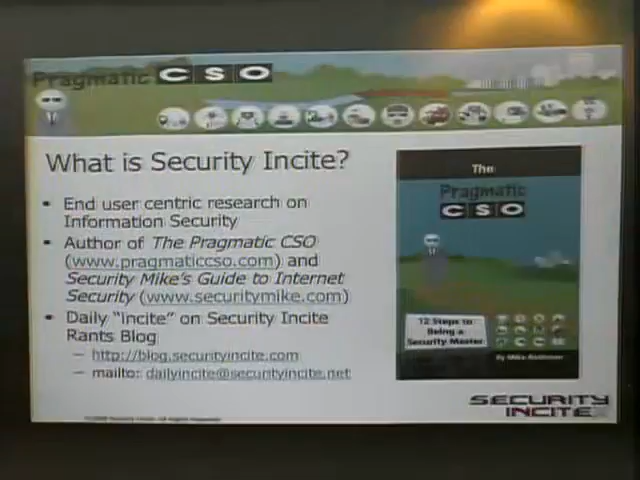 Pragmatic CSO
What is Security Incite?
▪ End user centric research on
Information Security
▪ Author of The Pragmatic CSO
(www.pragmaticcso.com) and
Security Mike's Guide to Internet
Security (www.securitymike.com)
▪ Daily "incite" on Security Incite
Rants Blog
– http://blog.securityincite.com
– mailto: dailyincite@securityincite.net
The
Pragmatic
CSO
12 Steps to
Being a
Security Master
By Mike
SECURITY
INCITE